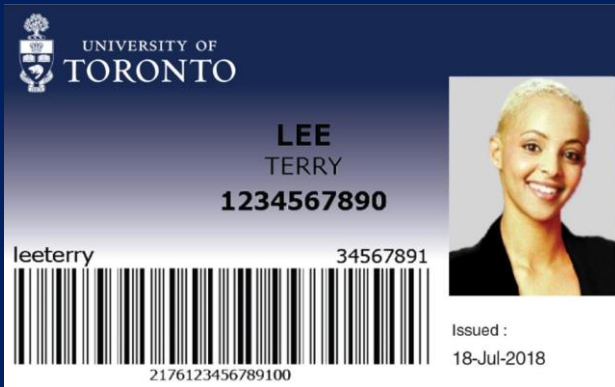 UNIVERSITY OF
TORONTO
LEE
TERRY
1234567890
leeterry 34567891
2176123456789100
Issued :
18-Jul-2018